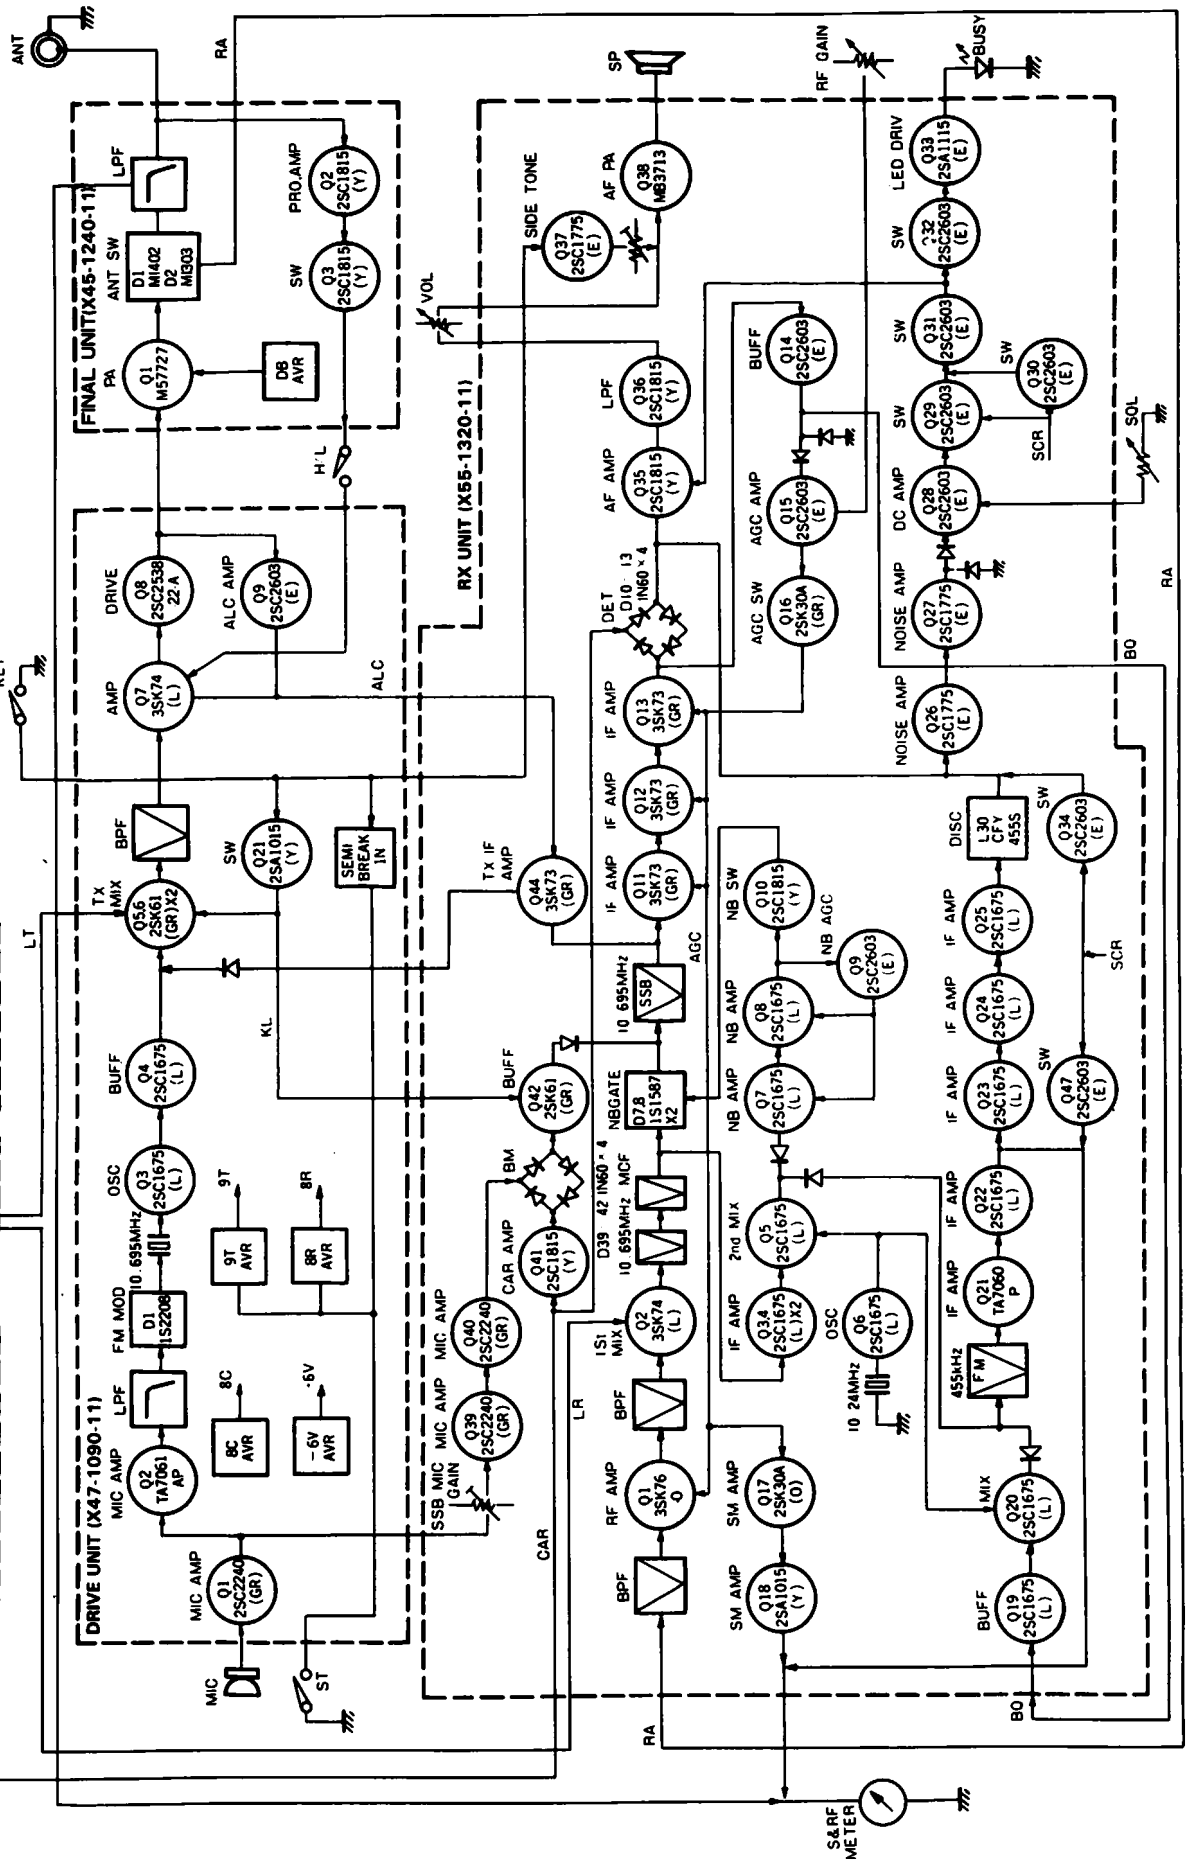 ANT
RA
FINAL UNIT(X45-1240-11)
PA
Q1
M57727
ANT SW
D1
MI402
D2
MI303
LPF
DB
AVR
SW
Q3
2SC1815
(Y)
PRO.AMP
Q2
2SC1815
(Y)
H/L
DRIVE UNIT (X47-1090-11)
MIC
MIC AMP
Q1
2SC2240
(GR)
MIC AMP
Q2
TA7061
AP
LPF
FM MOD
D1
1S2208
10.695MHz
OSC
Q3
2SC1675
(L)
BUFF
Q4
2SC1675
(L)
LT
TX
MIX
Q5,6
2SK61
(GR)X2
BPF
AMP
Q7
3SK74
(L)
DRIVE
Q8
2SC2538
22-A
ALC AMP
Q9
2SC2603
(E)
ALC
SW
Q21
2SA1015
(Y)
SEMI
BREAK
IN
KL
8C
AVR
8C
-6V
AVR
-6V
9T
AVR
9T
8R
AVR
8R
ST
RX UNIT (X55-1320-11)
SSB MIC
GAIN
MIC AMP
Q39
2SC2240
(GR)
MIC AMP
Q40
2SC2240
(GR)
CAR AMP
Q41
2SC1815
(Y)
BM
D39 42 IN60×4
BUFF
Q42
2SK61
(GR)
TX IF
AMP
Q44
3SK73
(GR)
CAR
LR
RA
BPF
RF AMP
Q1
3SK76
-O
BPF
1St
MIX
Q2
3SK74
(L)
10.695MHz MCF
NBGATE
D7,8
1S1587
X2
10 695MHz
SSB
IF AMP
Q11
3SK73
(GR)
IF AMP
Q12
3SK73
(GR)
IF AMP
Q13
3SK73
(GR)
DET
D10 13
IN60×4
AF AMP
Q35
2SC1815
(Y)
LPF
Q36
2SC1815
(Y)
VOL
SIDE TONE
Q37
2SC1775
(E)
AF PA
Q38
MB3713
SP
AGC
SM AMP
Q17
2SK30A
(O)
SM AMP
Q18
2SA1015
(Y)
IF AMP
Q3,4
2SC1675
(L)X2
2nd MIX
Q5
2SC1675
(L)
NB AMP
Q7
2SC1675
(L)
NB AMP
Q8
2SC1675
(L)
NB SW
Q10
2SC1815
(Y)
NB AGC
Q9
2SC2603
(E)
OSC
Q6
2SC1675
(L)
10 24MHz
AGC SW
Q16
2SK30A
(GR)
AGC AMP
Q15
2SC2603
(E)
BUFF
Q14
2SC2603
(E)
RF GAIN
BUFF
Q19
2SC1675
(L)
MIX
Q20
2SC1675
(L)
455kHz
FM
IF AMP
Q21
TA7060
P
IF AMP
Q22
2SC1675
(L)
IF AMP
Q23
2SC1675
(L)
IF AMP
Q24
2SC1675
(L)
IF AMP
Q25
2SC1675
(L)
DISC
L30
CFY
455S
SW
Q47
2SC2603
(E)
SW
Q34
2SC2603
(E)
SCR
NOISE AMP
Q26
2SC1775
(E)
NOISE AMP
Q27
2SC1775
(E)
DC AMP
Q28
2SC2603
(E)
SW
Q29
2SC2603
(E)
SW
Q30
2SC2603
(E)
SCR
SQL
SW
Q31
2SC2603
(E)
SW
Q32
2SC2603
(E)
LED DRIV
Q33
2SA1115
(E)
BUSY
BO
BO
RA
S&RF
METER